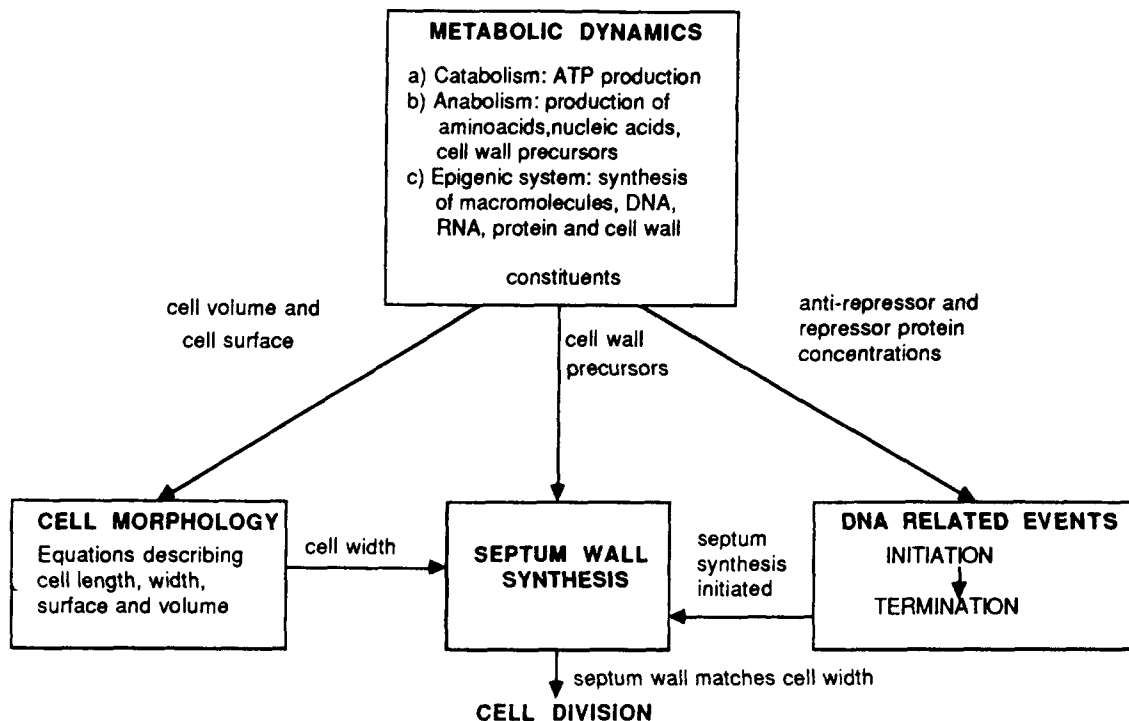 METABOLIC DYNAMICS
a) Catabolism: ATP production
b) Anabolism: production of
aminoacids,nucleic acids,
cell wall precursors
c) Epigenic system: synthesis
of macromolecules, DNA,
RNA, protein and cell wall
constituents
cell volume and
cell surface
cell wall
precursors
anti-repressor and
repressor protein
concentrations
CELL MORPHOLOGY
Equations describing
cell length, width,
surface and volume
cell width
SEPTUM WALL
SYNTHESIS
septum
synthesis
initiated
DNA RELATED EVENTS
INITIATION
TERMINATION
septum wall matches cell width
CELL DIVISION